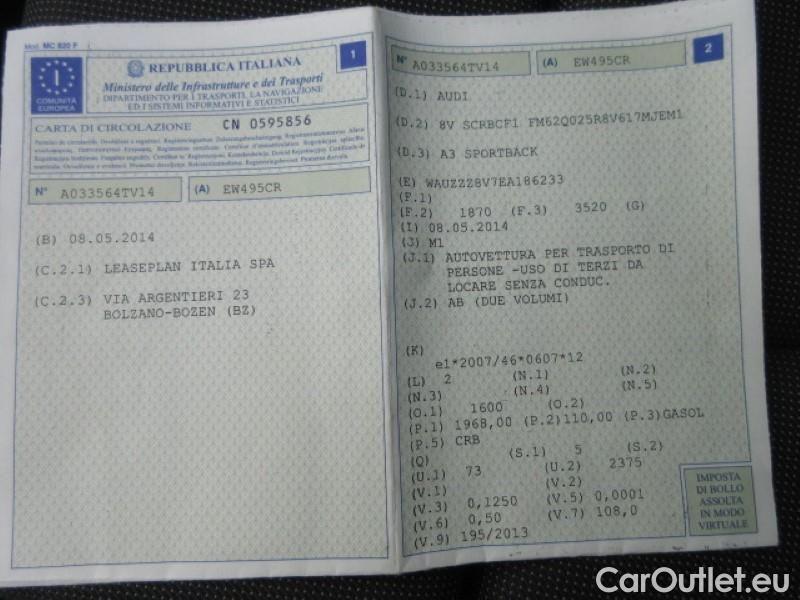 Mod. MC 820 F
I
COMUNITÀ
EUROPEA
REPUBBLICA ITALIANA
1
Ministero delle Infrastrutture e dei Trasporti
DIPARTIMENTO PER I TRASPORTI, LA NAVIGAZIONE
ED I SISTEMI INFORMATIVI E STATISTICI
CARTA DI CIRCOLAZIONE CN 0595856
N° A033564TV14 (A) EW495CR
(B) 08.05.2014
(C.2.1) LEASEPLAN ITALIA SPA
(C.2.3) VIA ARGENTIERI 23
BOLZANO-BOZEN (BZ)
N° A033564TV14 (A) EW495CR 2
(D.1) AUDI
(D.2) 8V SCRBCF1 FM62Q025R8V617MJEM1
(D.3) A3 SPORTBACK
(E) WAUZZZ8V7EA186233
(F.1)
(F.2) 1870 (F.3) 3520 (G)
(I) 08.05.2014
(J) M1
(J.1) AUTOVETTURA PER TRASPORTO DI
PERSONE -USO DI TERZI DA
LOCARE SENZA CONDUC.
(J.2) AB (DUE VOLUMI)
(K)
e1*2007/46*0607*12
(L) 2 (N.1) (N.2)
(N.3) (N.4) (N.5)
(O.1) 1600 (O.2)
(P.1) 1968,00 (P.2)110,00 (P.3)GASOL
(P.5) CRB
(Q) (S.1) 5 (S.2)
(U.1) 73 (U.2) 2375
(V.1) (V.2)
(V.3) 0,1250 (V.5) 0,0001
(V.6) 0,50 (V.7) 108,0
(V.9) 195/2013
IMPOSTA
DI BOLLO
ASSOLTA
IN MODO
VIRTUALE
CarOutlet.eu